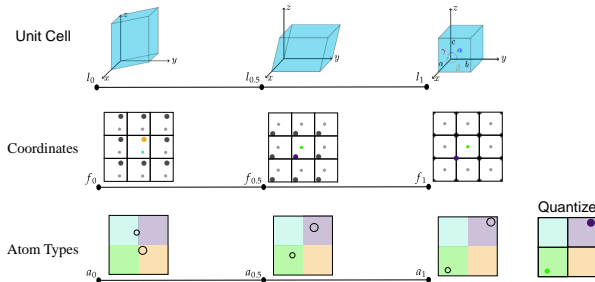 Unit Cell
z
y
x
z
y
x
z
c
γ
α
a
β
b
y
x
l0
l0.5
l1
Coordinates
f0
f0.5
f1
Quantize
Atom Types
a0
a0.5
a1